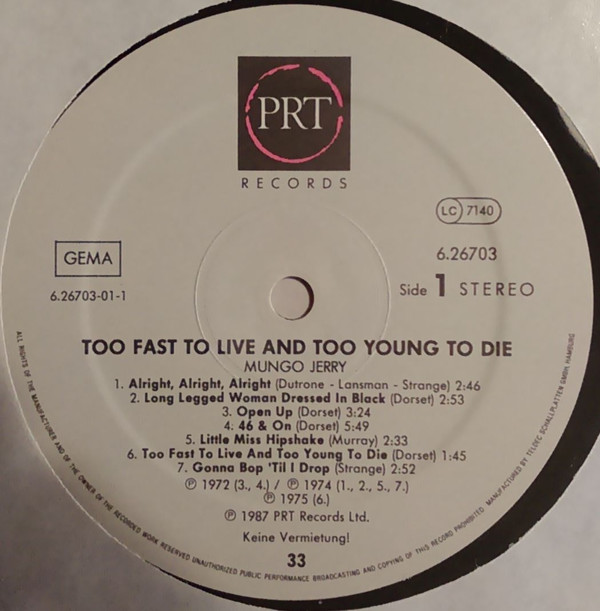 PRT
RECORDS
LC 7140
GEMA
6.26703
6.26703-01-1
Side 1 STEREO
TOO FAST TO LIVE AND TOO YOUNG TO DIE
MUNGO JERRY
1. Alright, Alright, Alright (Dutrone - Lansman - Strange) 2:46
2. Long Legged Woman Dressed In Black (Dorset) 2:53
3. Open Up (Dorset) 3:24
4: 46 & On (Dorset) 5:49
5. Little Miss Hipshake (Murray) 2:33
6. Too Fast To Live And Too Young To Die (Dorset) 1:45
7. Gonna Bop 'Til I Drop (Strange) 2:52
℗ 1972 (3., 4.) / ℗ 1974 (1., 2., 5., 7.)
℗ 1975 (6.)
℗ 1987 PRT Records Ltd.
Keine Vermietung!
33
ALL RIGHTS OF THE MANUFACTURER AND OF THE OWNER OF THE RECORDED WORK RESERVED UNAUTHORIZED PUBLIC PERFORMANCE BROADCASTING AND COPYING OF THIS RECORD PROHIBITED. MANUFACTURED BY TELDEC SCHALLPLATTEN GMBH, HAMBURG